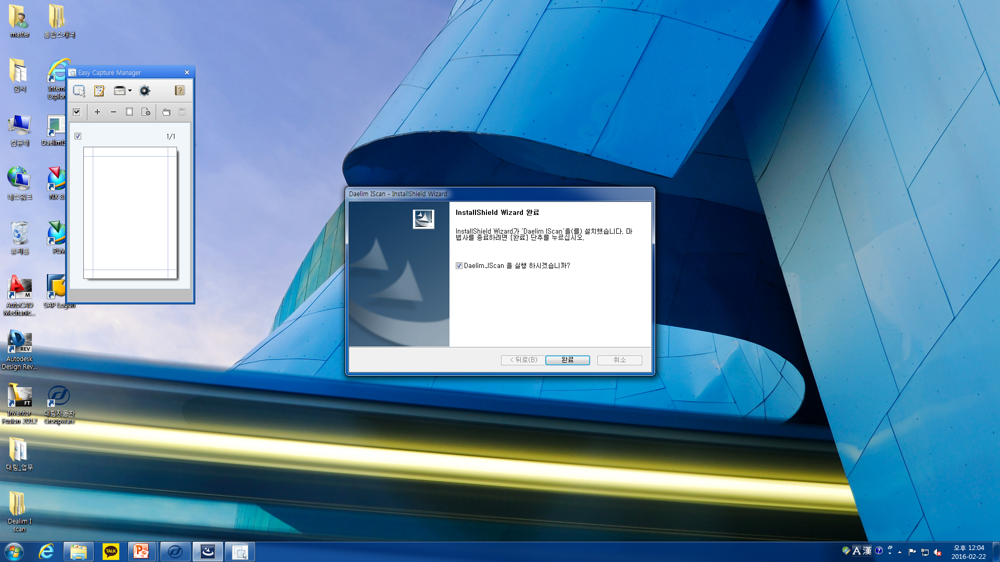 master
통합스캐너
임시
Intern
Explor
컴퓨터
DaelimIS
네트워크
NX 8.
휴지통
PLM
AutoCAD
Mechanic...
SAP Logon
Autodesk
Design Rev...
Inventor
Fusion 2012
대림자동차
Groupware
대림_업무
Dealim I
scan
Easy Capture Manager
1/1
Daelim IScan - InstallShield Wizard
InstallShield Wizard 완료
InstallShield Wizard가 'Daelim IScan'을(를) 설치했습니다. 마
법사를 종료하려면 [완료] 단추를 누르십시오.
Daelim_IScan 을 실행 하시겠습니까?
< 뒤로(B)
완료
취소
M
REV
FT
TALK
A 漢
오후 12:04
2016-02-22